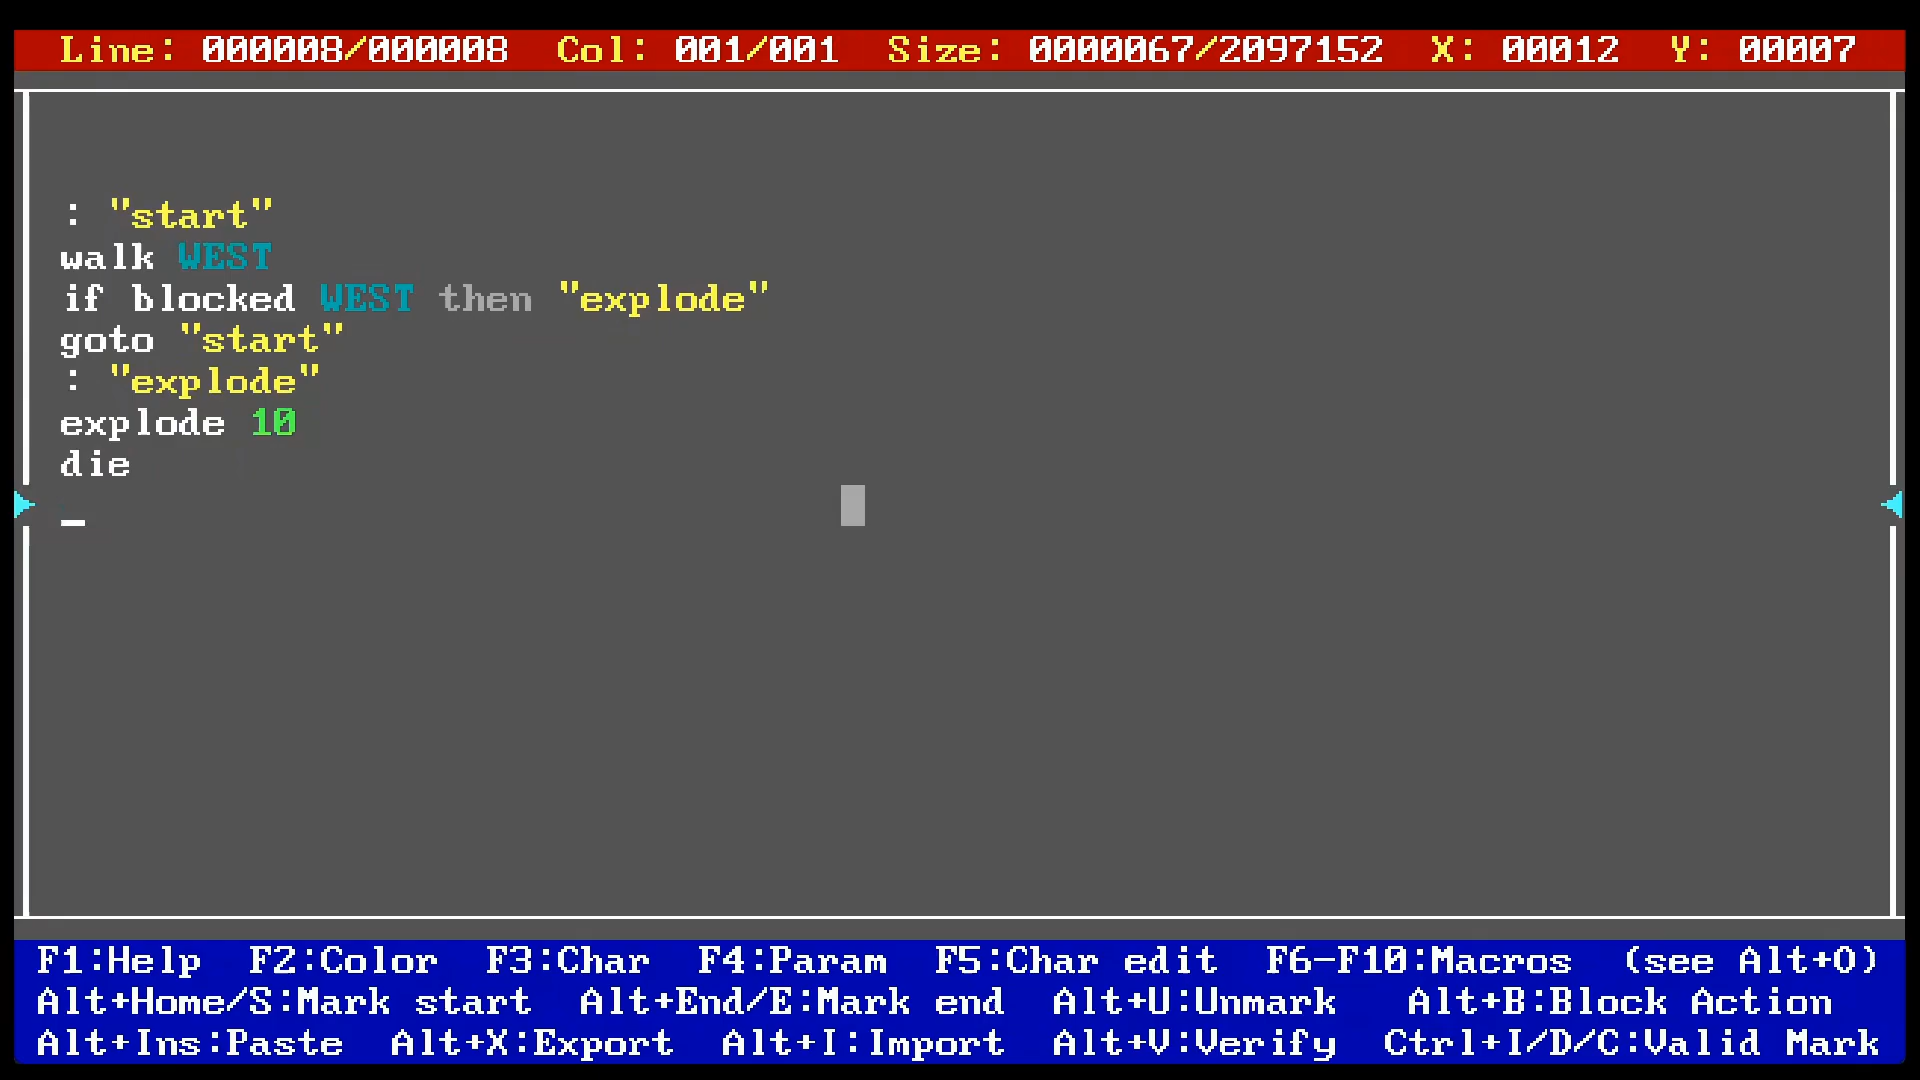 Line: 000008/000008 Col: 001/001 Size: 0000067/2097152 X: 00012 Y: 00007
: "start"
walk WEST
if blocked WEST then "explode"
goto "start"
: "explode"
explode 10
die
F1:Help F2:Color F3:Char F4:Param F5:Char edit F6-F10:Macros (see Alt+O)
Alt+Home/S:Mark start Alt+End/E:Mark end Alt+U:Unmark Alt+B:Block Action
Alt+Ins:Paste Alt+X:Export Alt+I:Import Alt+V:Verify Ctrl+I/D/C:Valid Mark